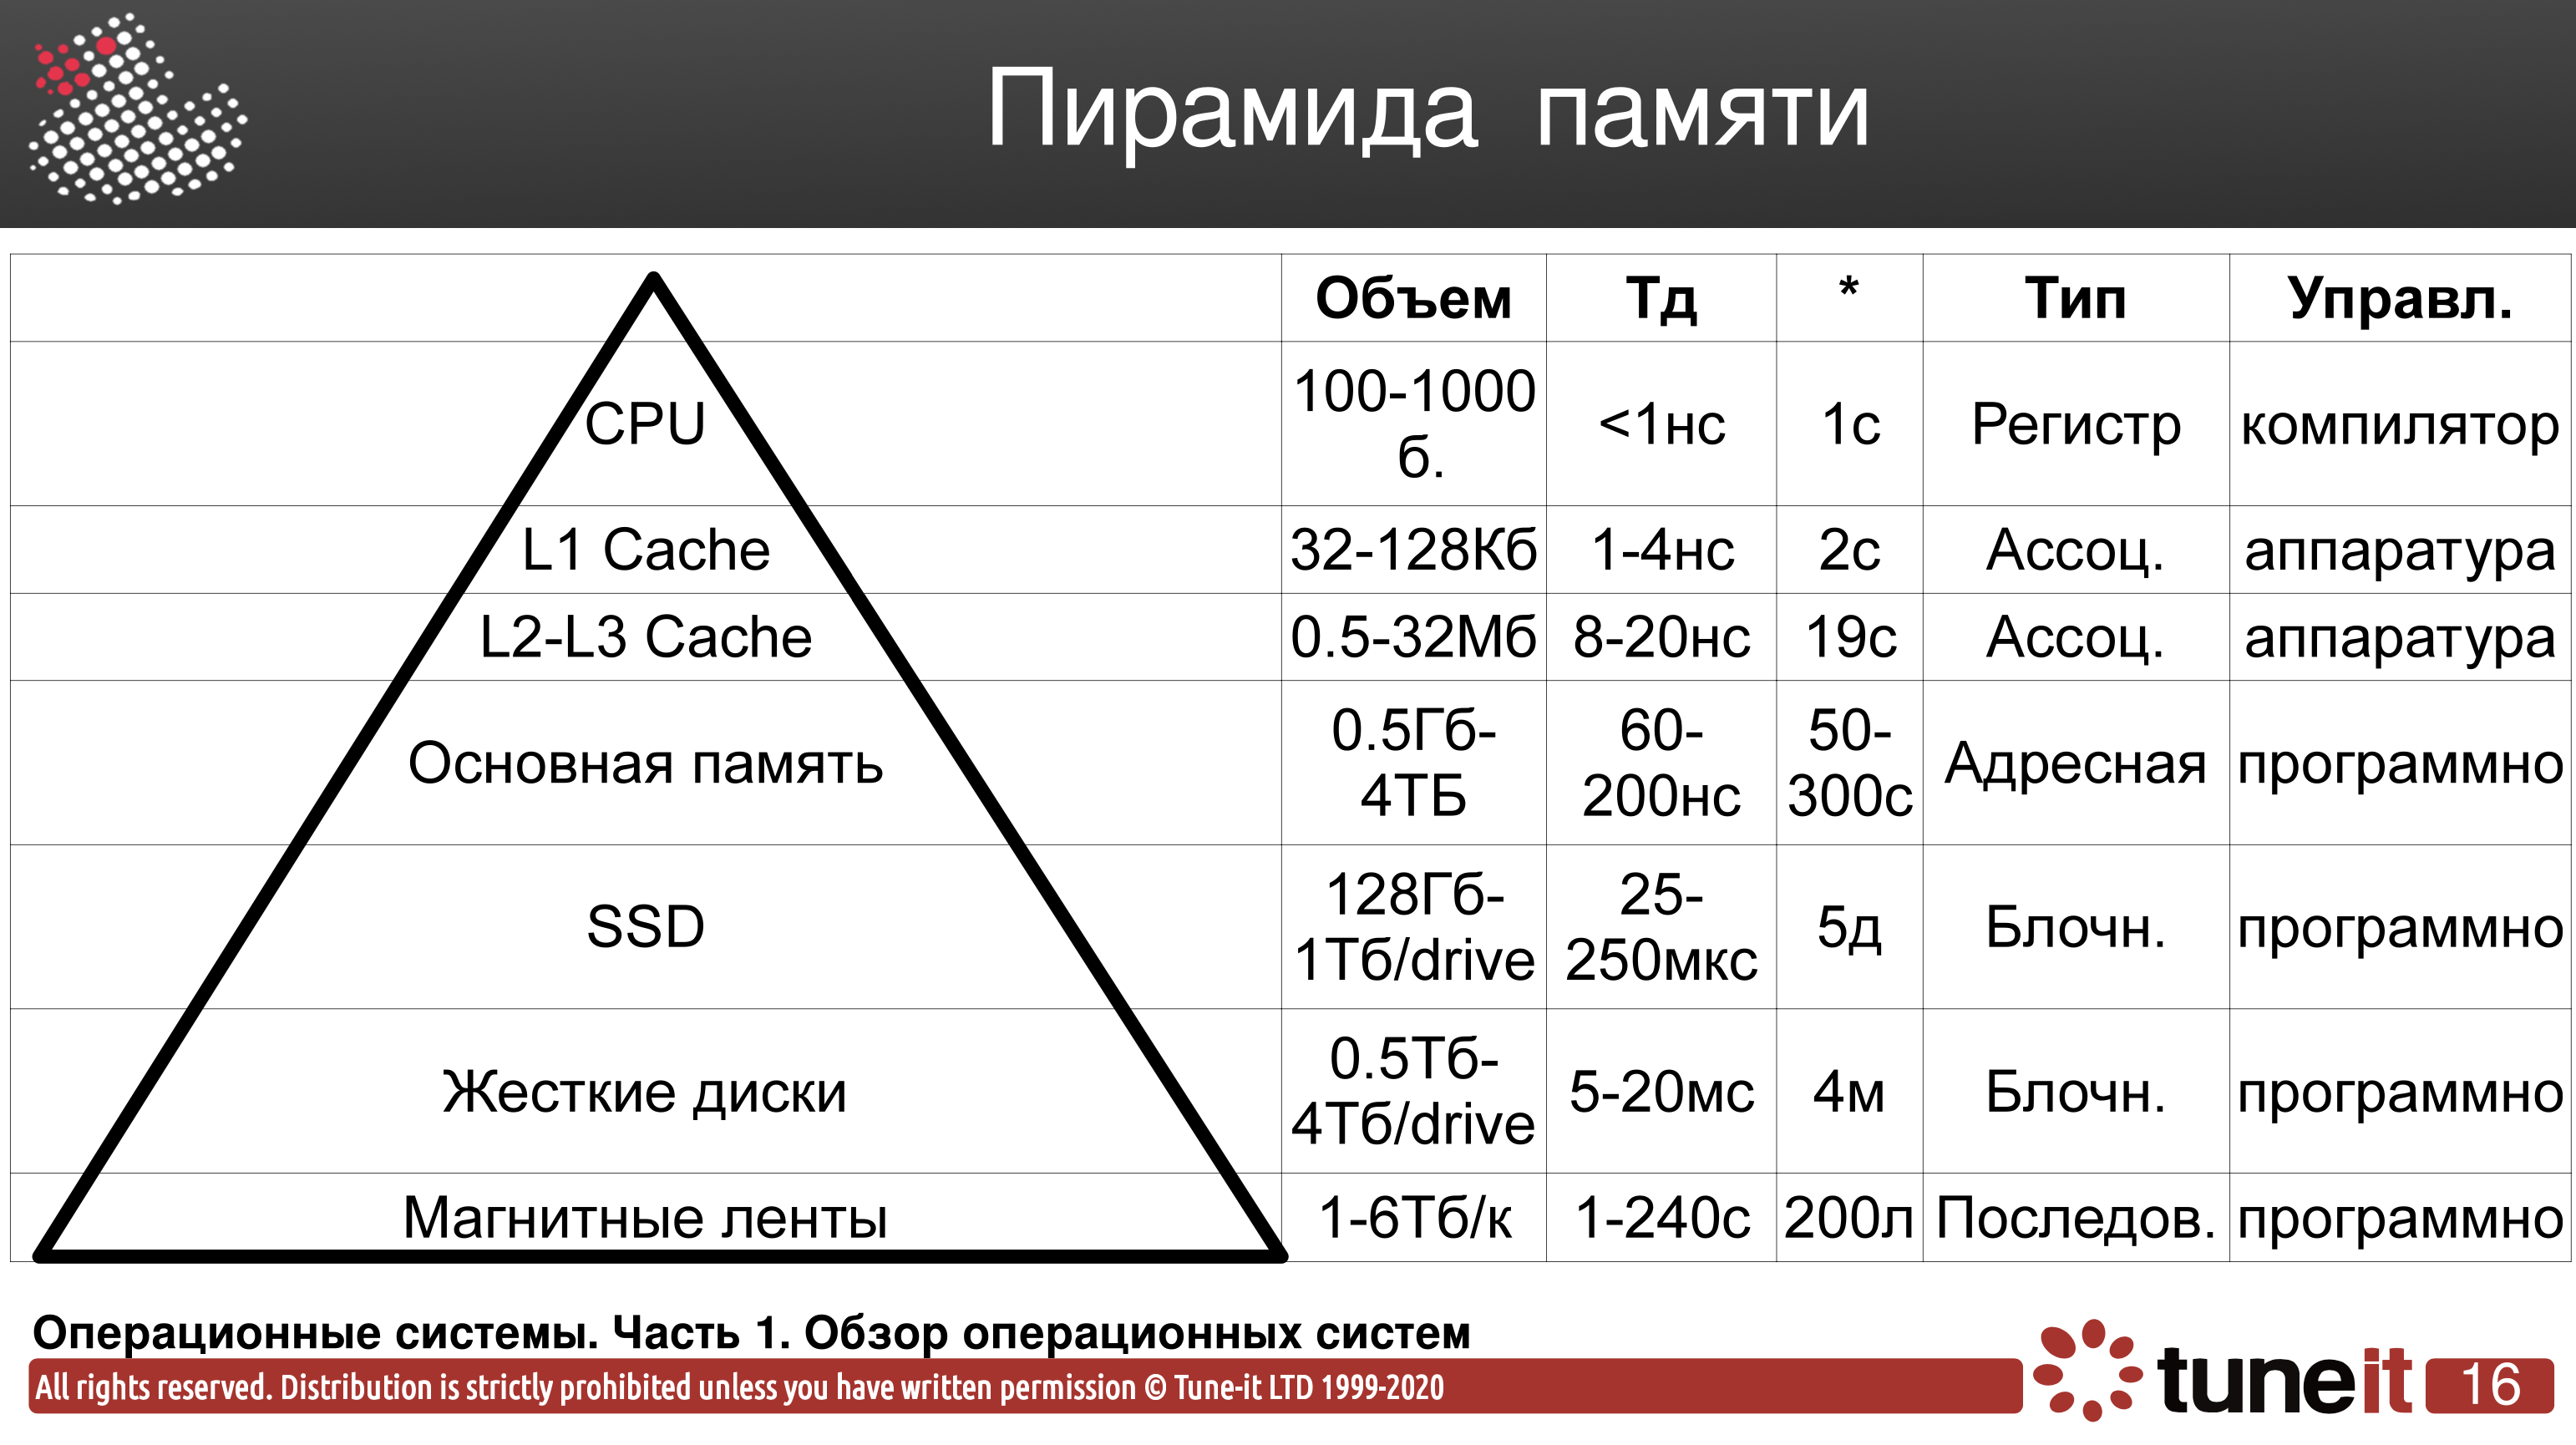 Пирамида памяти
Объем Тд * Тип Управл.
CPU 100-1000 б. <1нс 1с Регистр компилятор
L1 Cache 32-128Кб 1-4нс 2с Ассоц. аппаратура
L2-L3 Cache 0.5-32Мб 8-20нс 19с Ассоц. аппаратура
Основная память 0.5Гб-4ТБ 60-200нс 50-300с Адресная программно
SSD 128Гб-1Тб/drive 25-250мкс 5д Блочн. программно
Жесткие диски 0.5Тб-4Тб/drive 5-20мс 4м Блочн. программно
Магнитные ленты 1-6Тб/к 1-240с 200л Последов. программно
Операционные системы. Часть 1. Обзор операционных систем
All rights reserved. Distribution is strictly prohibited unless you have written permission © Tune-it LTD 1999-2020
tuneit 16